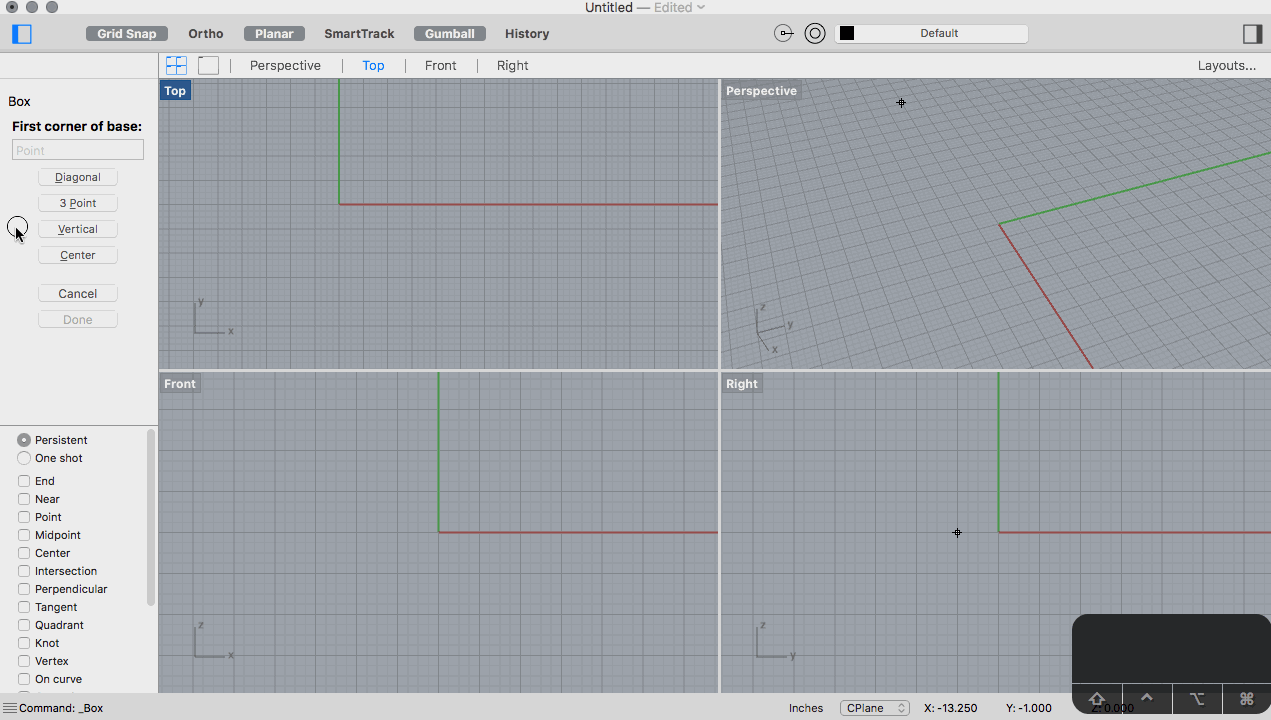 Untitled — Edited
Grid Snap Ortho Planar SmartTrack Gumball History Default
Perspective Top Front Right Layouts...
Box
First corner of base:
Point
Diagonal
3 Point
Vertical
Center
Cancel
Done
Top
y
x
Perspective
z
y
x
Front
z
x
Right
z
y
Persistent
One shot
End
Near
Point
Midpoint
Center
Intersection
Perpendicular
Tangent
Quadrant
Knot
Vertex
On curve
Command: _Box Inches CPlane X: -13.250 Y: -1.000 Z: 0.000